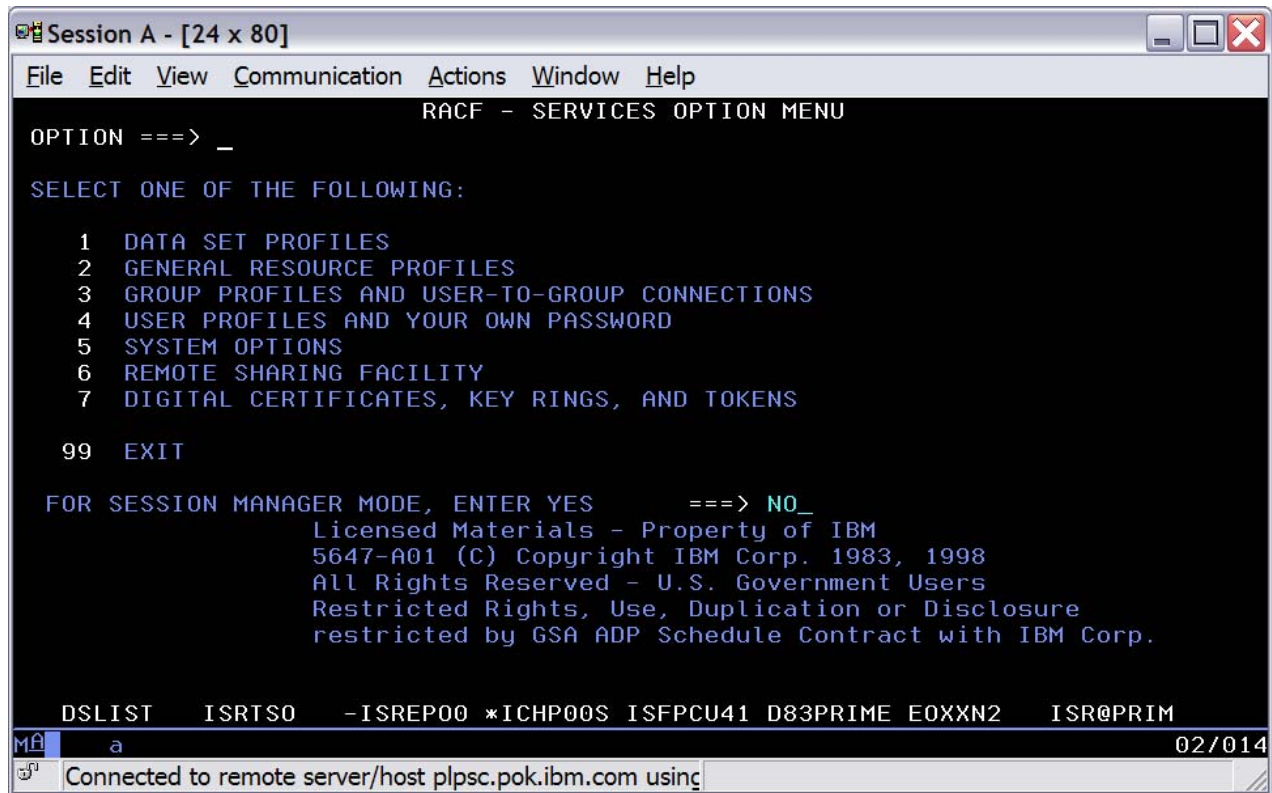 Session A - [24 x 80]
File Edit View Communication Actions Window Help
RACF - SERVICES OPTION MENU
OPTION ===> _
SELECT ONE OF THE FOLLOWING:
1 DATA SET PROFILES
2 GENERAL RESOURCE PROFILES
3 GROUP PROFILES AND USER-TO-GROUP CONNECTIONS
4 USER PROFILES AND YOUR OWN PASSWORD
5 SYSTEM OPTIONS
6 REMOTE SHARING FACILITY
7 DIGITAL CERTIFICATES, KEY RINGS, AND TOKENS
99 EXIT
FOR SESSION MANAGER MODE, ENTER YES ===> NO_
Licensed Materials - Property of IBM
5647-A01 (C) Copyright IBM Corp. 1983, 1998
All Rights Reserved - U.S. Government Users
Restricted Rights, Use, Duplication or Disclosure
restricted by GSA ADP Schedule Contract with IBM Corp.
DSLIST ISRTSO -ISREPO0 *ICHP00S ISFPCU41 D83PRIME EOXXN2 ISR@PRIM
MA a 02/014
Connected to remote server/host plpsc.pok.ibm.com using